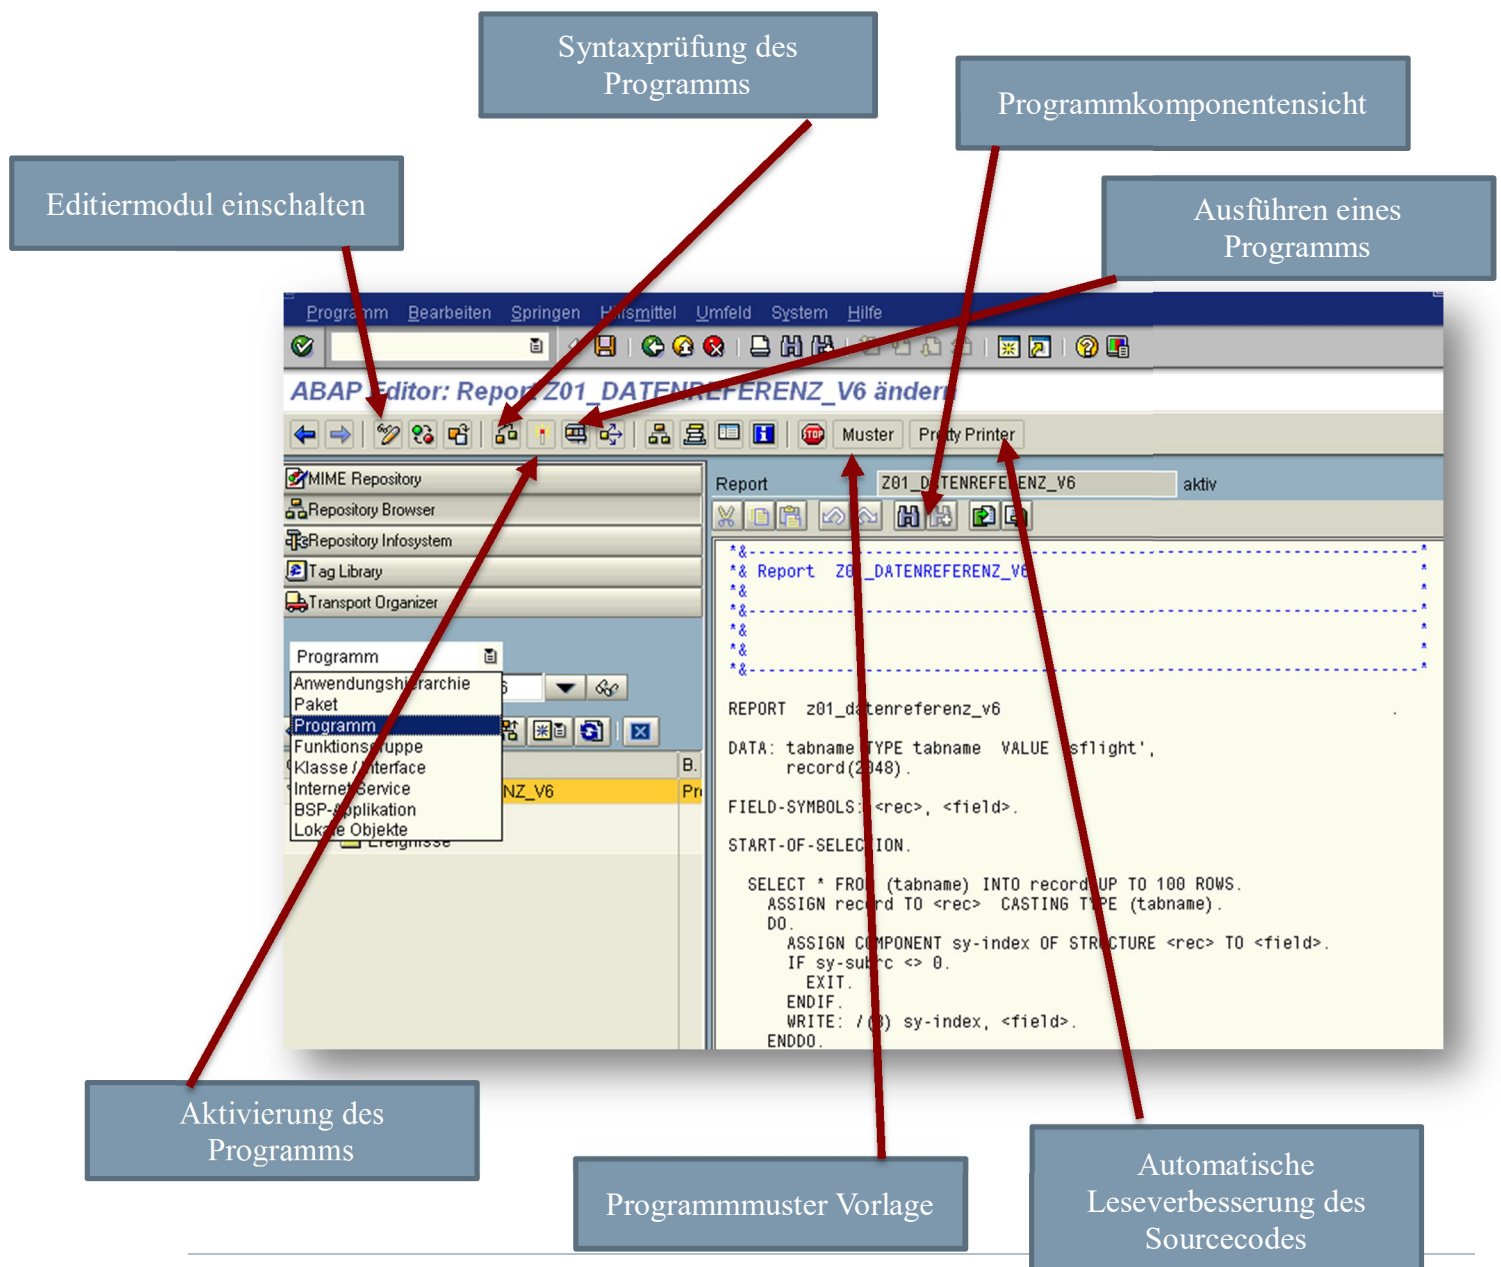 Syntaxprüfung des
Programms
Programmkomponentensicht
Editiermodul einschalten
Ausführen eines
Programms
Programm Bearbeiten Springen Hilfsmittel Umfeld System Hilfe
ABAP Editor: Report Z01_DATENREFERENZ_V6 ändern
STOP Muster Pretty Printer
MIME Repository
Repository Browser
Repository Infosystem
Tag Library
Transport Organizer
Programm
Anwendungshierarchie
Paket
Programm
Funktionsgruppe
Klasse / Interface
Internet Service
BSP-Applikation
Lokale Objekte
B.
NZ_V6
Ereignisse
Report Z01_DATENREFERENZ_V6 aktiv
*&---------------------------------------------------------------------*
*& Report Z01_DATENREFERENZ_V6 *
*& *
*&---------------------------------------------------------------------*
*& *
*& *
*&---------------------------------------------------------------------*
REPORT z01_datenreferenz_v6 .
DATA: tabname TYPE tabname VALUE 'sflight',
record(2048).
FIELD-SYMBOLS: <rec>, <field>.
START-OF-SELECTION.
SELECT * FROM (tabname) INTO record UP TO 100 ROWS.
ASSIGN record TO <rec> CASTING TYPE (tabname).
DO.
ASSIGN COMPONENT sy-index OF STRUCTURE <rec> TO <field>.
IF sy-subrc <> 0.
EXIT.
ENDIF.
WRITE: /(3) sy-index, <field>.
ENDDO.
Aktivierung des
Programms
Programmmuster Vorlage
Automatische
Leseverbesserung des
Sourcecodes